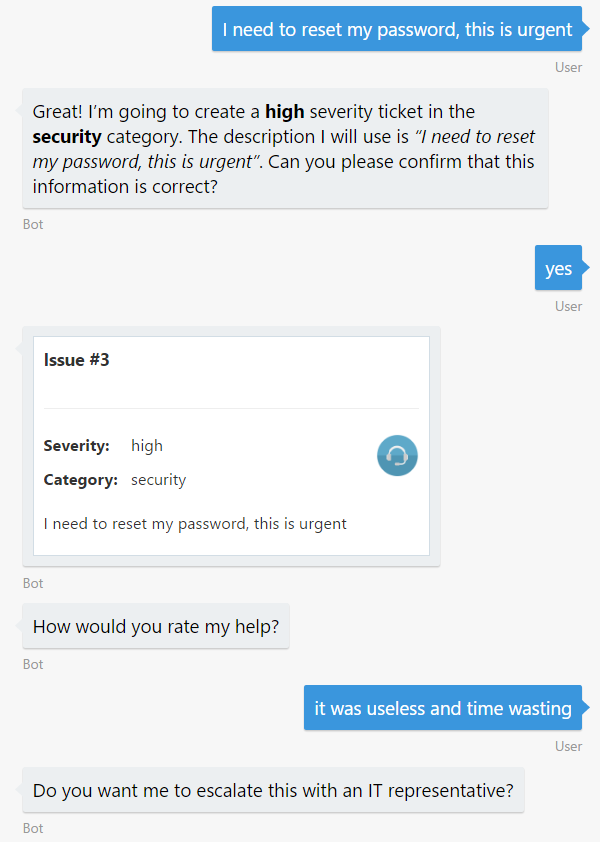 I need to reset my password, this is urgent
User
Great! I’m going to create a high severity ticket in the
security category. The description I will use is “I need to reset
my password, this is urgent”. Can you please confirm that this
information is correct?
Bot
yes
User
Issue #3
Severity: high
Category: security
I need to reset my password, this is urgent
Bot
How would you rate my help?
Bot
it was useless and time wasting
User
Do you want me to escalate this with an IT representative?
Bot